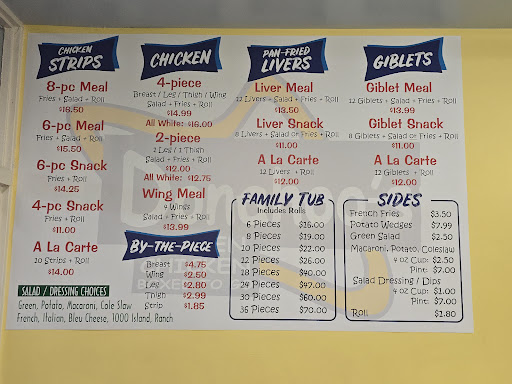 CHICKEN
STRIPS
8-pc Meal
Fries + Salad + Roll
$16.50
6-pc Meal
Fries + Salad + Roll
$15.50
6-pc Snack
Fries + Roll
$14.25
4-pc Snack
Fries + Roll
$11.00
A La Carte
10 Strips + Roll
$14.00
SALAD / DRESSING CHOICES
Green, Potato, Macaroni, Cole Slaw
French, Italian, Bleu Cheese, 1000 Island, Ranch
CHICKEN
4-piece
Breast / Leg / Thigh / Wing
Salad + Fries + Roll
$14.99
All White: $16.00
2-piece
1 Leg / 1 Thigh
Salad + Fries + Roll
$12.00
All White: $12.75
Wing Meal
4 Wings
Salad + Fries + Roll
$13.99
BY-THE-PIECE
Breast $4.75
Wing $2.50
Leg $2.80
Thigh $2.99
Strip $1.85
PAN-FRIED
LIVERS
Liver Meal
12 Livers + Salad + Fries + Roll
$13.50
Liver Snack
8 Livers + Salad or Fries + Roll
$11.00
A La Carte
12 Livers + Roll
$12.00
GIBLETS
Giblet Meal
12 Giblets + Salad + Fries + Roll
$13.99
Giblet Snack
8 Giblets + Salad or Fries + Roll
$11.00
A La Carte
12 Giblets + Roll
$12.00
FAMILY TUB
Includes Rolls
6 Pieces $16.00
8 Pieces $19.00
10 Pieces $22.00
12 Pieces $26.00
18 Pieces $40.00
24 Pieces $47.00
30 Pieces $60.00
36 Pieces $70.00
SIDES
French Fries $3.50
Potato Wedges $7.99
Green Salad $2.50
Macaroni, Potato, Coleslaw
4 oz Cup: $2.50
Pint: $7.00
Salad Dressing / Dips
4 oz Cup: $1.00
Pint: $7.00
Roll $1.80